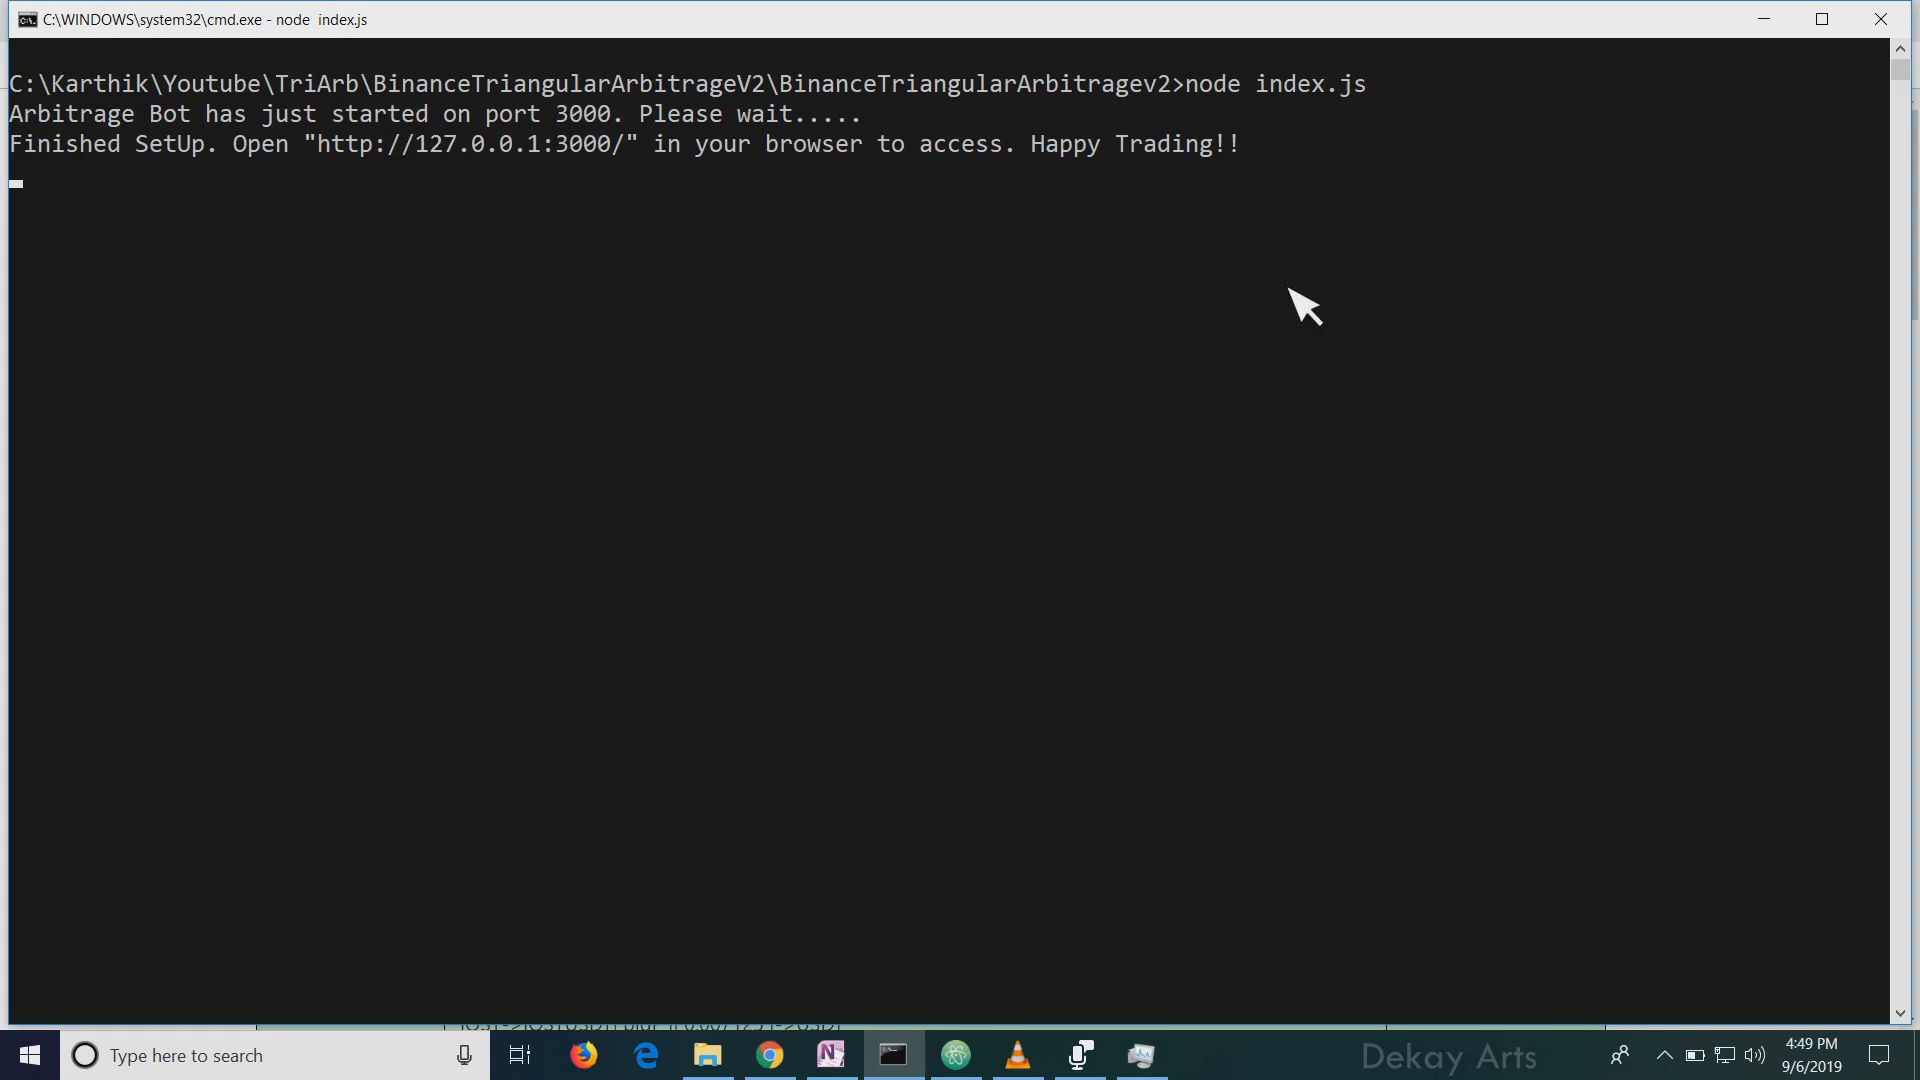 C:\WINDOWS\system32\cmd.exe - node  index.js
C:\Karthik\Youtube\TriArb\BinanceTriangularArbitrageV2\BinanceTriangularArbitragev2>node index.js
Arbitrage Bot has just started on port 3000. Please wait.....
Finished SetUp. Open "http://127.0.0.1:3000/" in your browser to access. Happy Trading!!
Type here to search
Dekay Arts
4:49 PM
9/6/2019